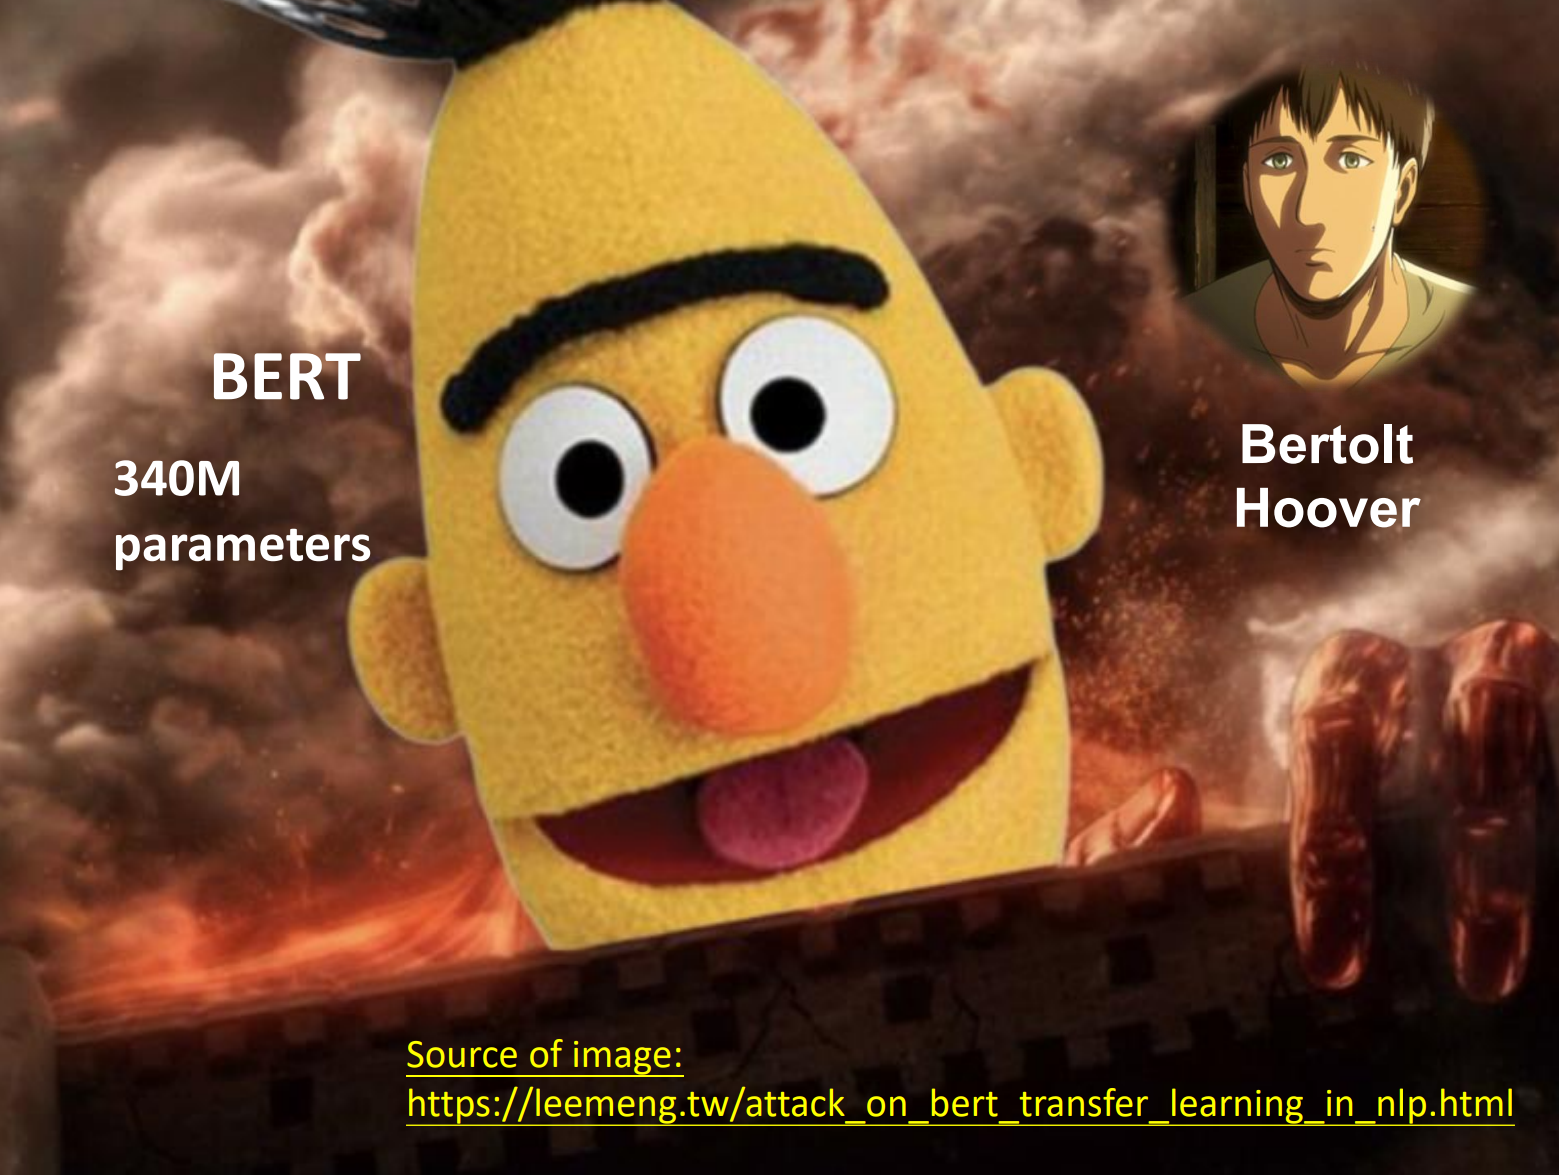 BERT
340M
parameters
Bertolt
Hoover
Source of image:
https://leemeng.tw/attack_on_bert_transfer_learning_in_nlp.html